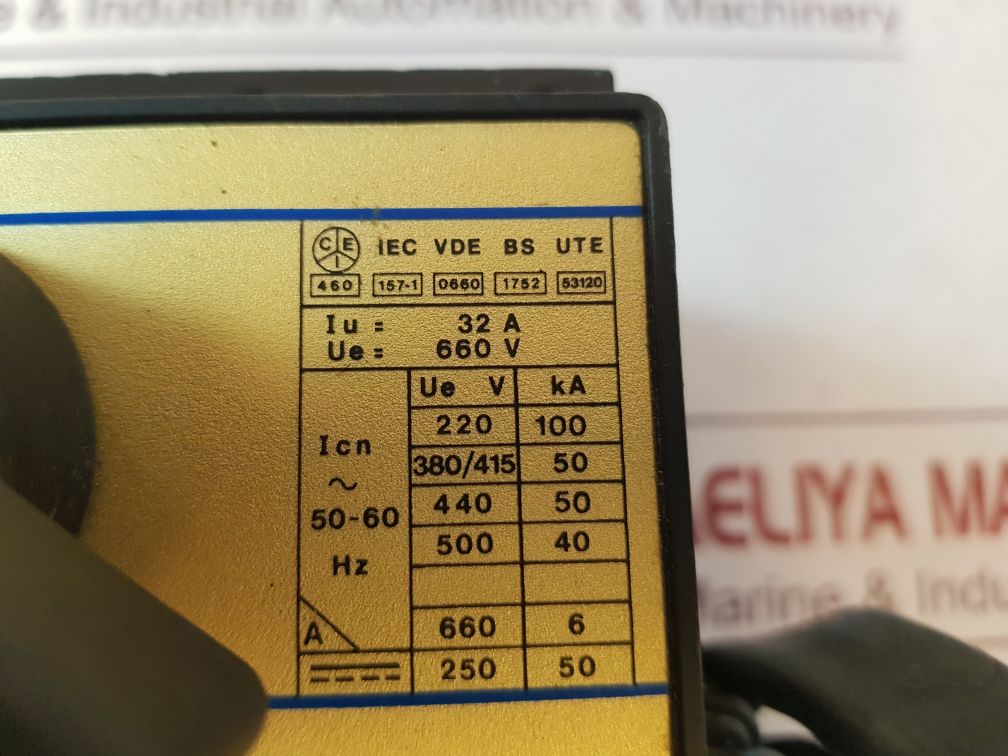 & Industrial Automation & Machinery
CEI IEC VDE BS UTE
460 157-1 0660 1752 53120
Iu = 32 A
Ue = 660 V
Ue V kA
220 100
Icn
380/415 50
~
440 50
50-60
500 40
Hz
660 6
A
250 50
ELIYA MA
Marine & Indu